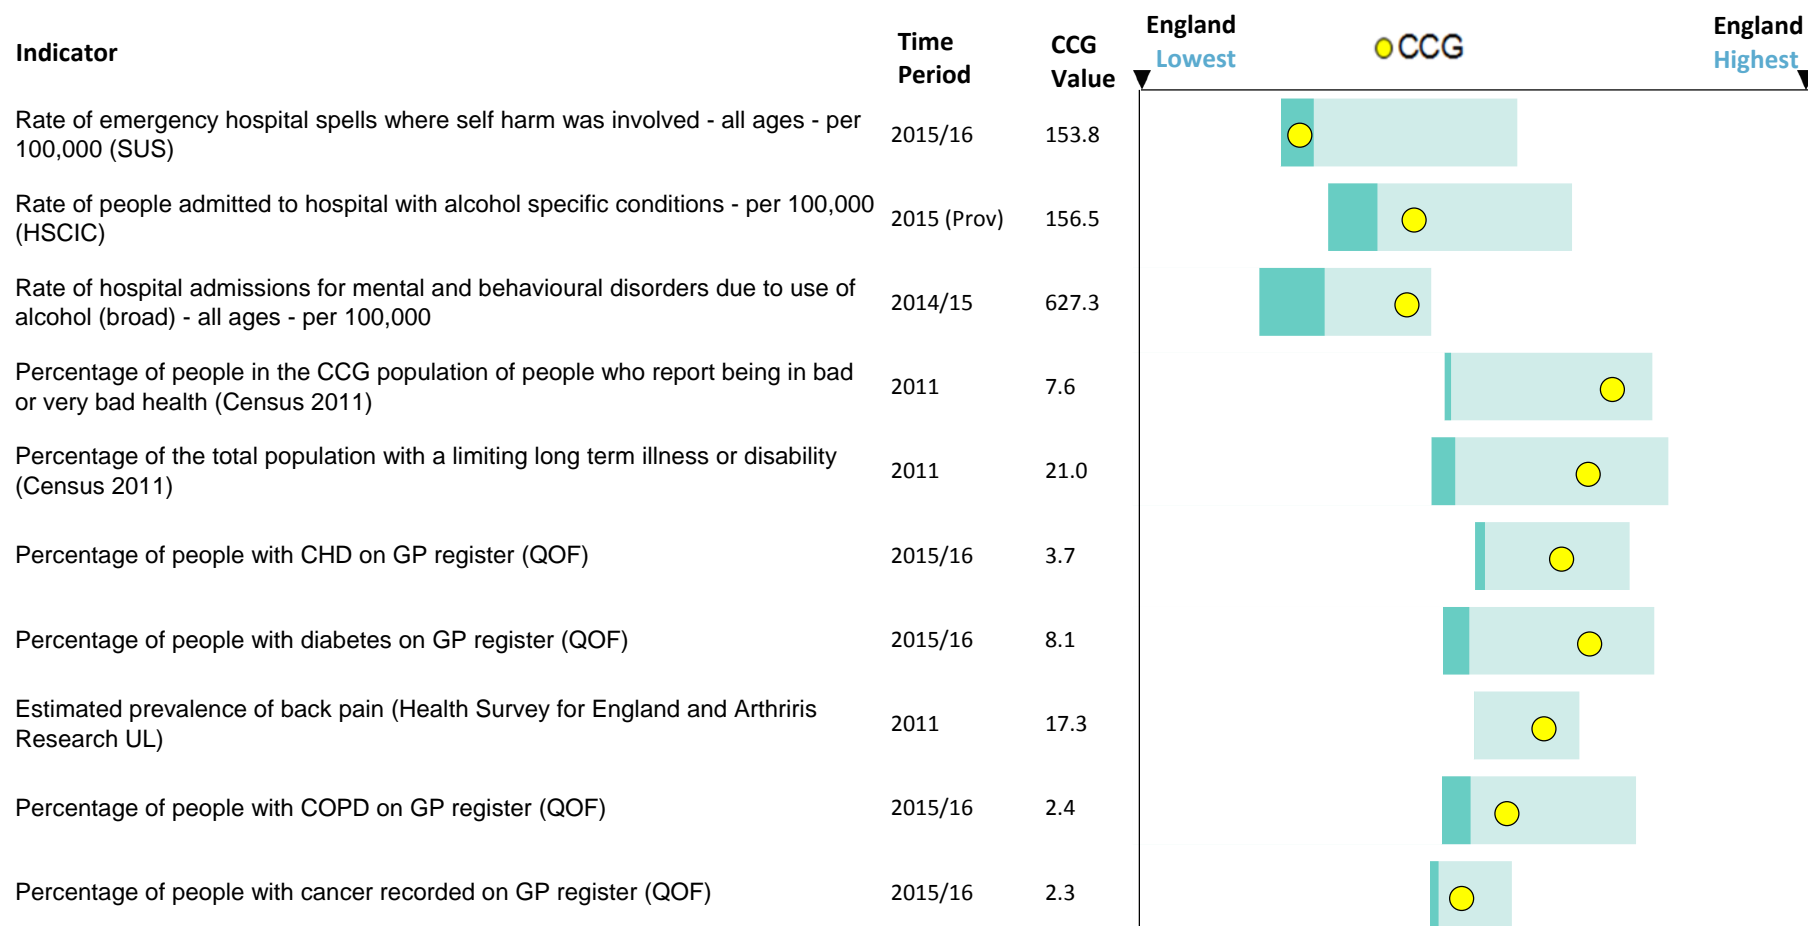 Indicator
Time
Period
CCG
Value
England
Lowest
CCG
England
Highest
Rate of emergency hospital spells where self harm was involved - all ages - per
100,000 (SUS)
2015/16
153.8
Rate of people admitted to hospital with alcohol specific conditions - per 100,000
(HSCIC)
2015 (Prov)
156.5
Rate of hospital admissions for mental and behavioural disorders due to use of
alcohol (broad) - all ages - per 100,000
2014/15
627.3
Percentage of people in the CCG population of people who report being in bad
or very bad health (Census 2011)
2011
7.6
Percentage of the total population with a limiting long term illness or disability
(Census 2011)
2011
21.0
Percentage of people with CHD on GP register (QOF)
2015/16
3.7
Percentage of people with diabetes on GP register (QOF)
2015/16
8.1
Estimated prevalence of back pain (Health Survey for England and Arthriris
Research UL)
2011
17.3
Percentage of people with COPD on GP register (QOF)
2015/16
2.4
Percentage of people with cancer recorded on GP register (QOF)
2015/16
2.3